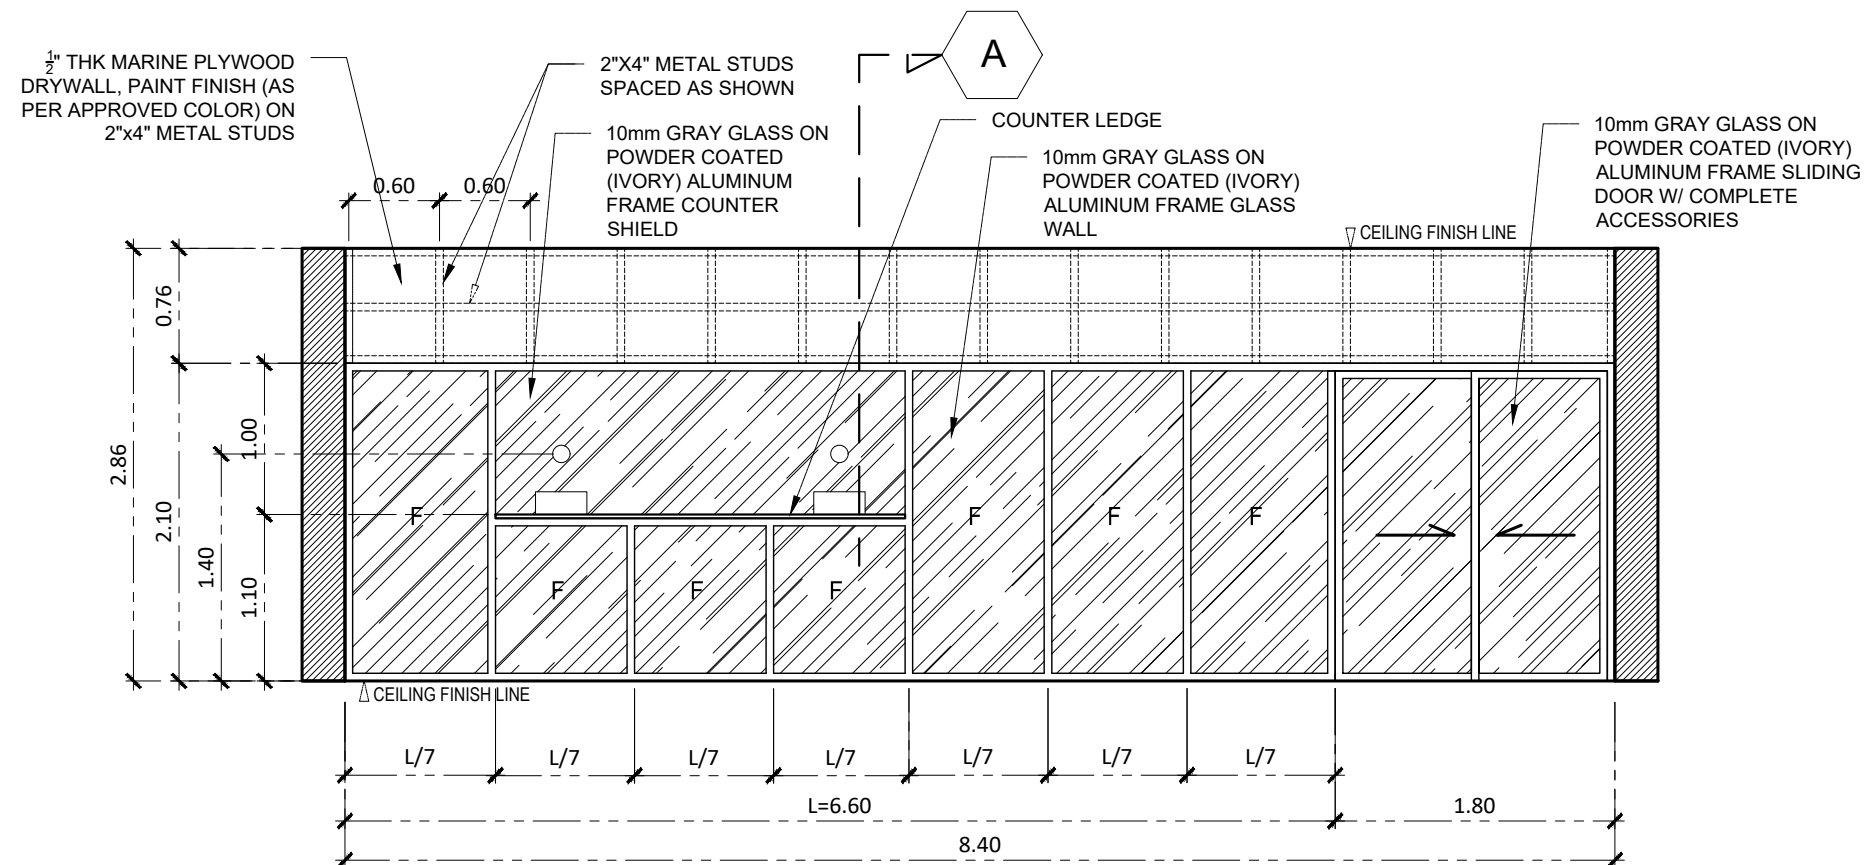 ½" THK MARINE PLYWOOD
DRYWALL, PAINT FINISH (AS
PER APPROVED COLOR) ON
2"x4" METAL STUDS
2"X4" METAL STUDS
SPACED AS SHOWN
10mm GRAY GLASS ON
POWDER COATED
(IVORY) ALUMINUM
FRAME COUNTER
SHIELD
A
COUNTER LEDGE
10mm GRAY GLASS ON
POWDER COATED (IVORY)
ALUMINUM FRAME GLASS
WALL
10mm GRAY GLASS ON
POWDER COATED (IVORY)
ALUMINUM FRAME SLIDING
DOOR W/ COMPLETE
ACCESSORIES
0.60
0.60
CEILING FINISH LINE
2.86
0.76
2.10
1.40
1.00
1.10
F
F
F
F
F
F
F
CEILING FINISH LINE
L/7
L/7
L/7
L/7
L/7
L/7
L/7
L=6.60
1.80
8.40